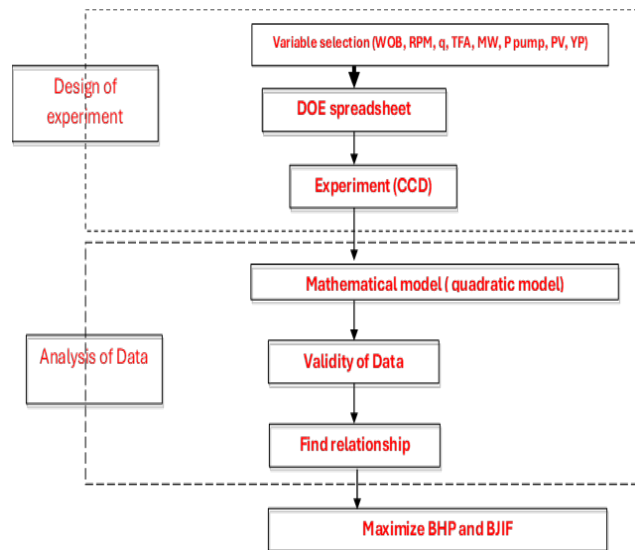 Variable selection (WOB, RPM, q, TFA, MW, P pump, PV, YP)
Design of
experiment
DOE spreadsheet
Experiment (CCD)
Mathematical model ( quadratic model)
Analysis of Data
Validity of Data
Find relationship
Maximize BHP and BJIF